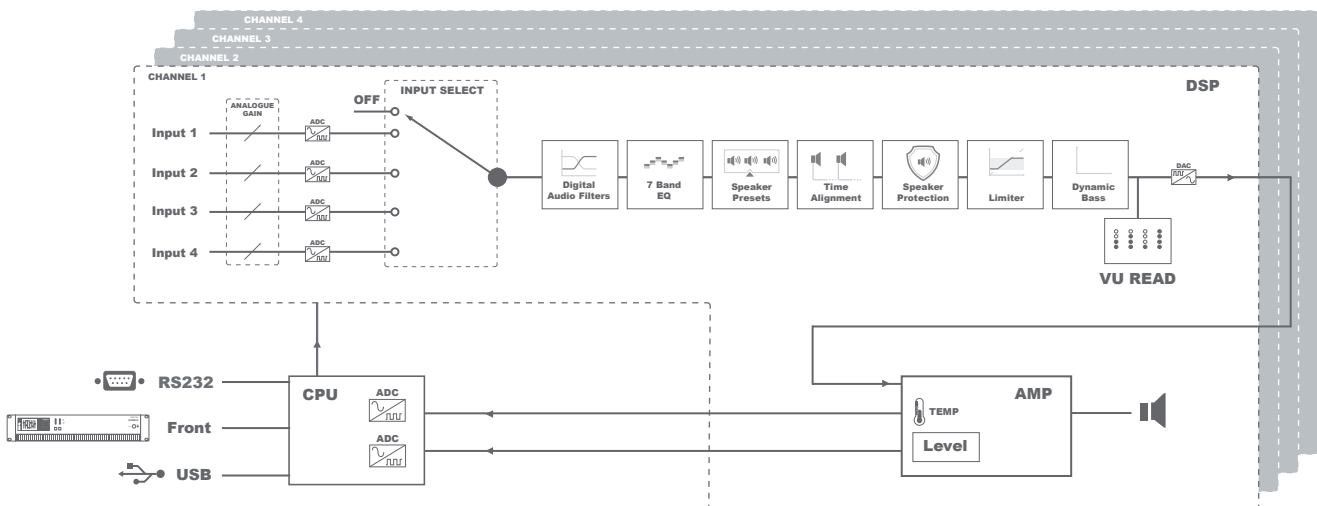 CHANNEL 4
CHANNEL 3
CHANNEL 2
CHANNEL 1
DSP
ANALOGUE
GAIN
INPUT SELECT
OFF
Input 1
ADC
Input 2
ADC
Input 3
ADC
Input 4
ADC
Digital
Audio Filters
7 Band
EQ
Speaker
Presets
Time
Alignment
Speaker
Protection
Limiter
Dynamic
Bass
DAC
VU READ
RS232
Front
USB
CPU
ADC
ADC
AMP
TEMP
Level